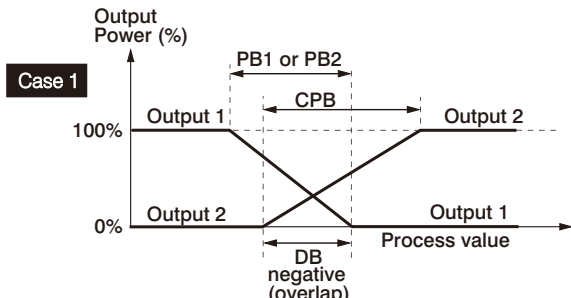 Output
Power (%)
PB1 or PB2
Case 1
CPB
Output 1
Output 2
100%
Output 2
Output 1
0%
Process value
DB
negative
(overlap)